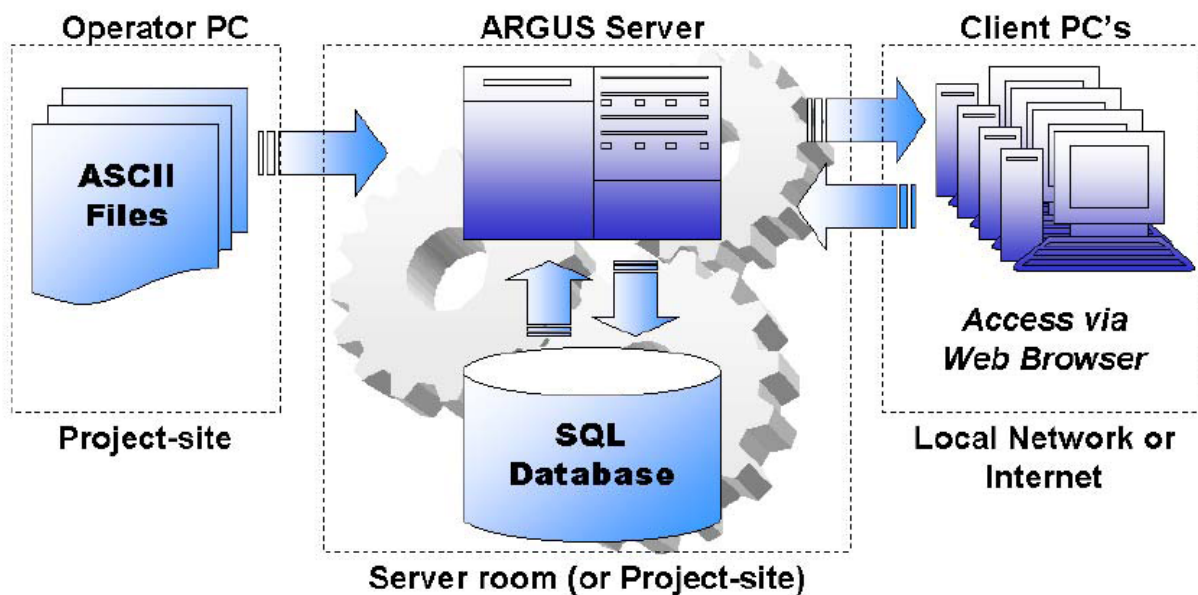 Operator PC
ARGUS Server
Client PC's
ASCII
Files
Access via
Web Browser
SQL
Database
Project-site
Local Network or
Internet
Server room (or Project-site)